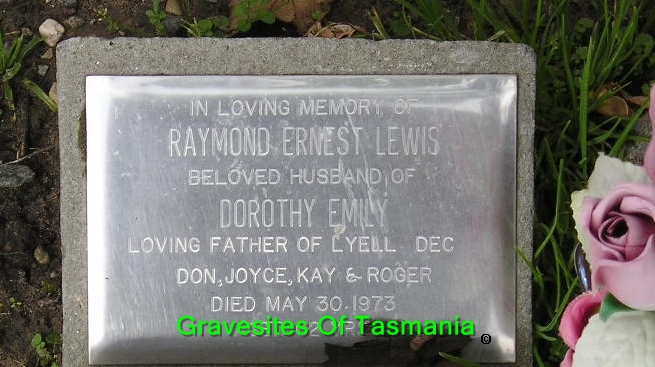 IN LOVING MEMORY OF
RAYMOND ERNEST LEWIS
BELOVED HUSBAND OF
DOROTHY EMILY
LOVING FATHER OF LYELL DEC
DON, JOYCE, KAY & ROGER
DIED MAY 30·1973
Gravesites Of Tasmania ©